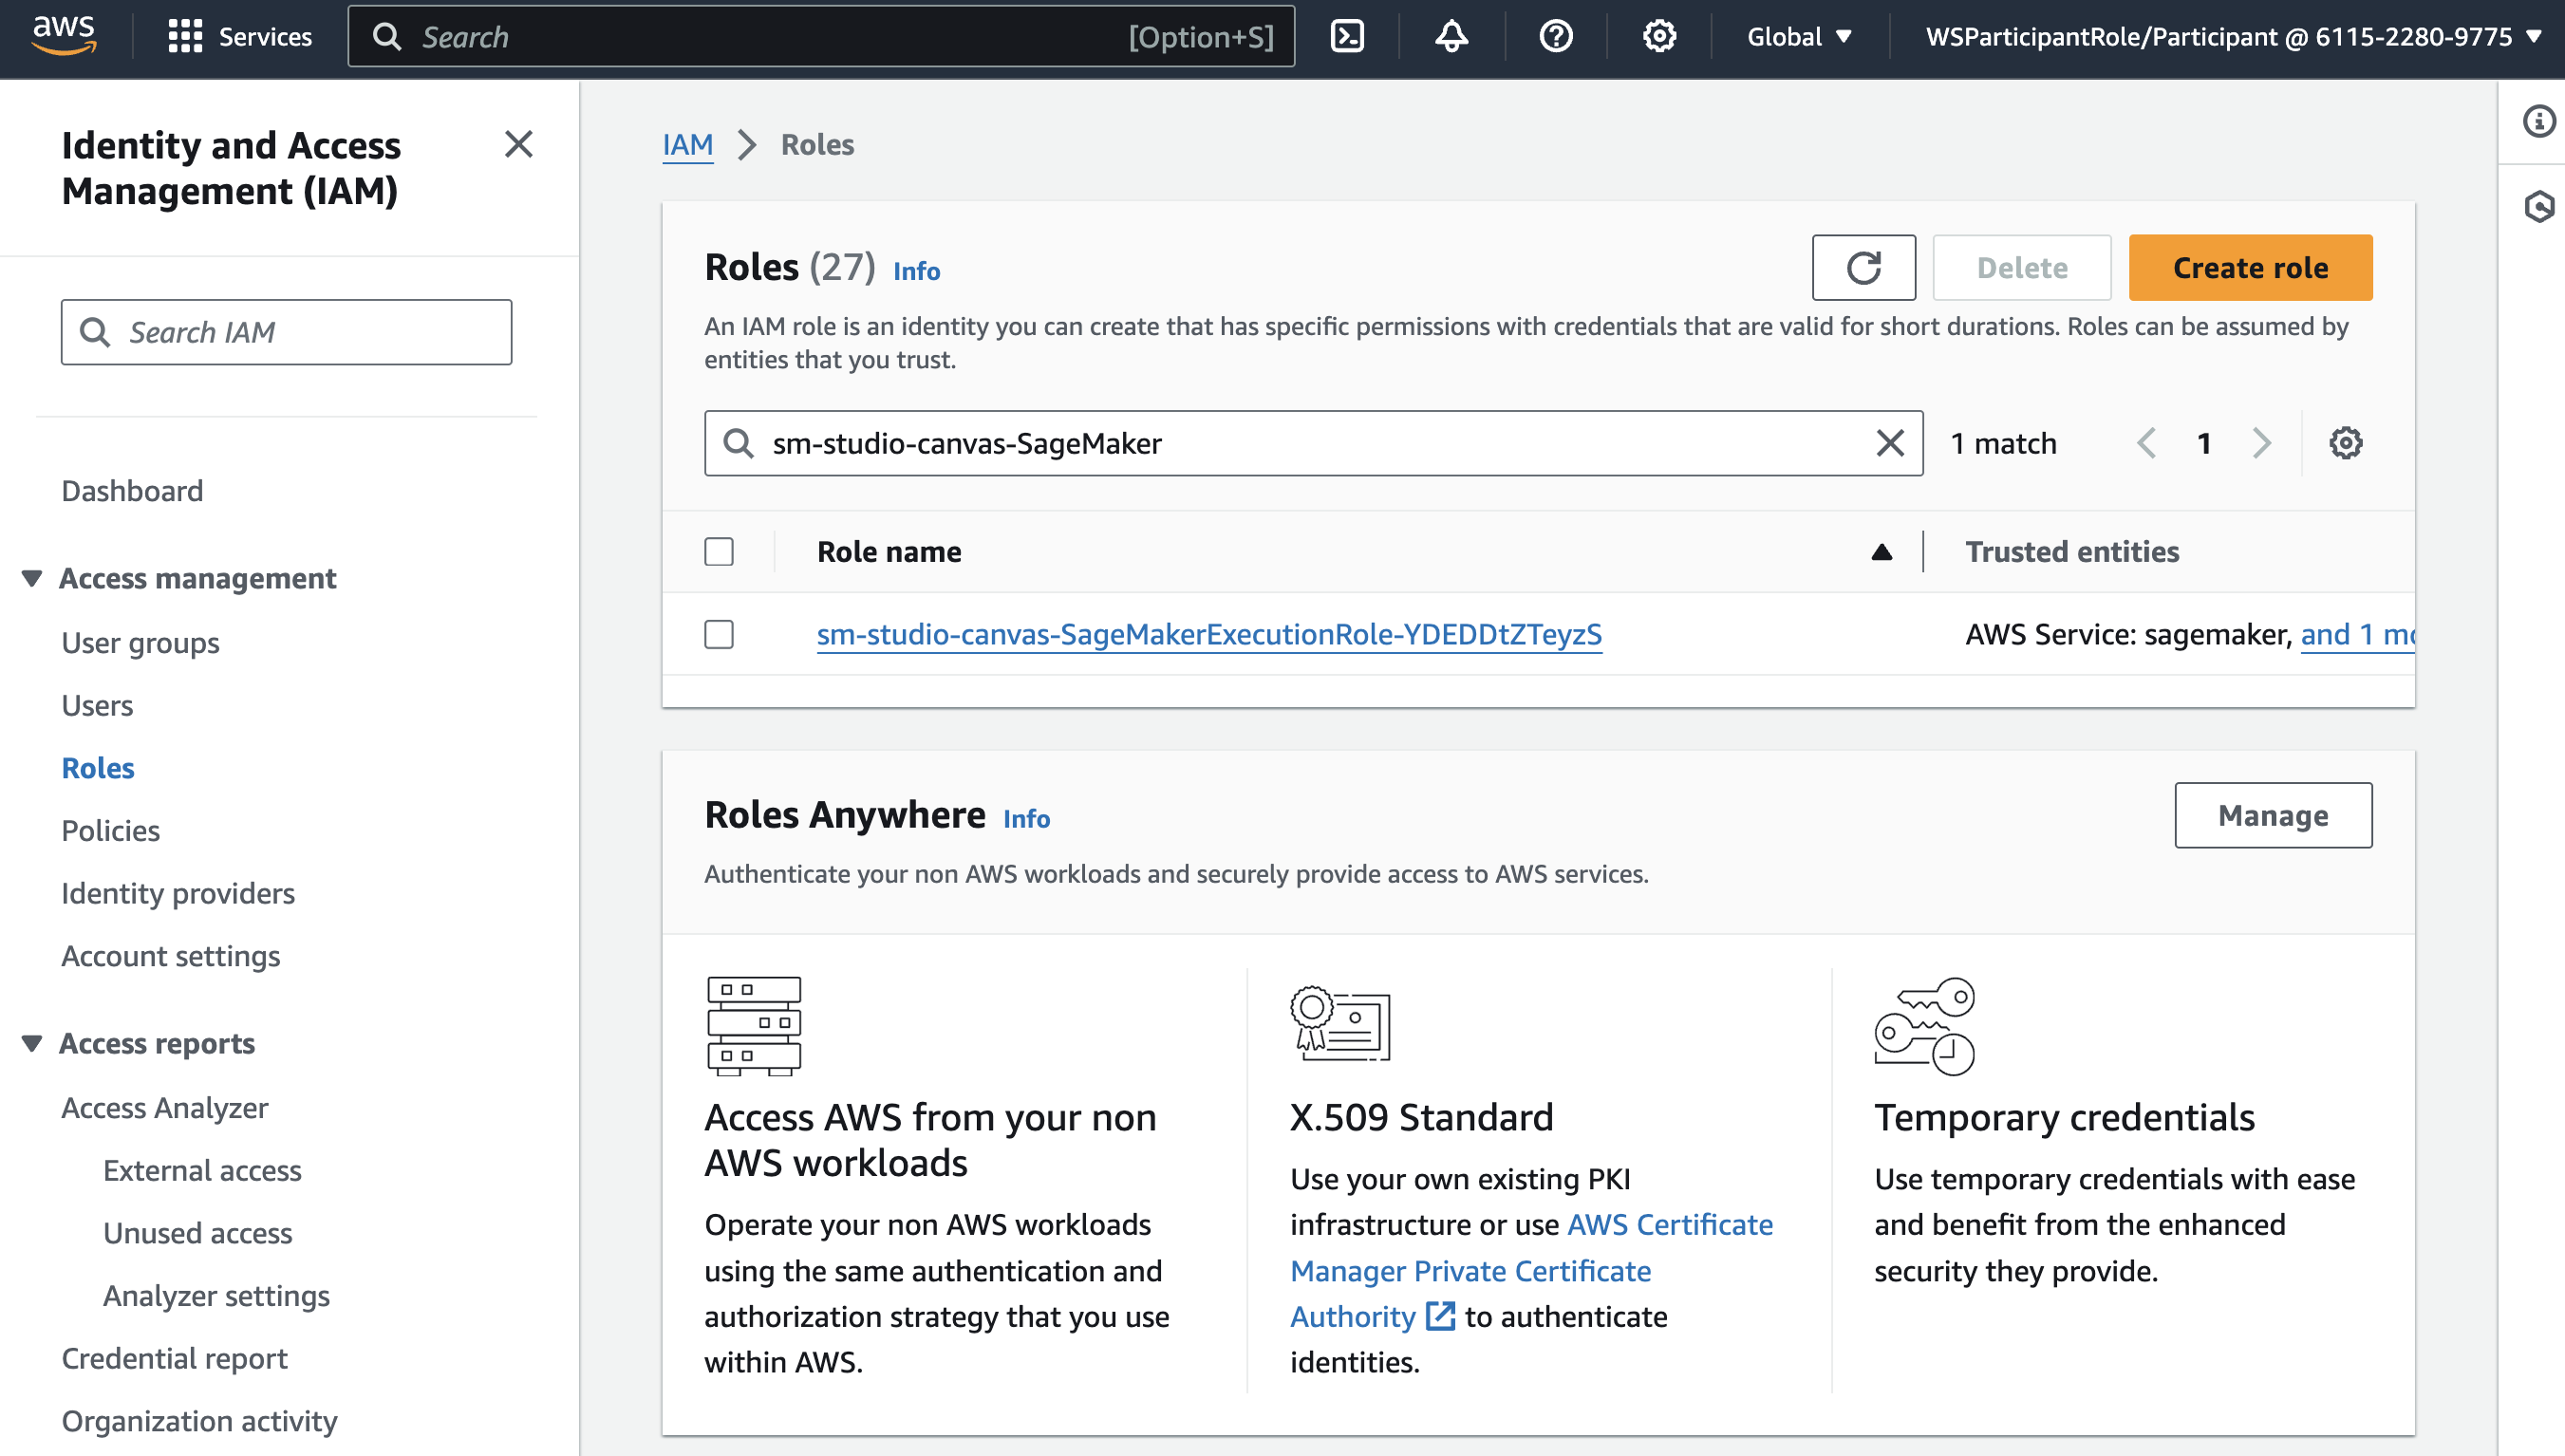 aws
Services
Search
[Option+S]
Global
WSParticipantRole/Participant @ 6115-2280-9775
Identity and Access
Management (IAM)
Search IAM
Dashboard
Access management
User groups
Users
Roles
Policies
Identity providers
Account settings
Access reports
Access Analyzer
External access
Unused access
Analyzer settings
Credential report
Organization activity
IAM
Roles
Roles (27) Info
Delete
Create role
An IAM role is an identity you can create that has specific permissions with credentials that are valid for short durations. Roles can be assumed by
entities that you trust.
sm-studio-canvas-SageMaker
1 match
1
Role name
Trusted entities
sm-studio-canvas-SageMakerExecutionRole-YDEDDtZTeyzS
AWS Service: sagemaker, and 1
Roles Anywhere Info
Manage
Authenticate your non AWS workloads and securely provide access to AWS services.
Access AWS from your non
AWS workloads
Operate your non AWS workloads
using the same authentication and
authorization strategy that you use
within AWS.
X.509 Standard
Use your own existing PKI
infrastructure or use AWS Certificate
Manager Private Certificate
Authority to authenticate
identities.
Temporary credentials
Use temporary credentials with ease
and benefit from the enhanced
security they provide.